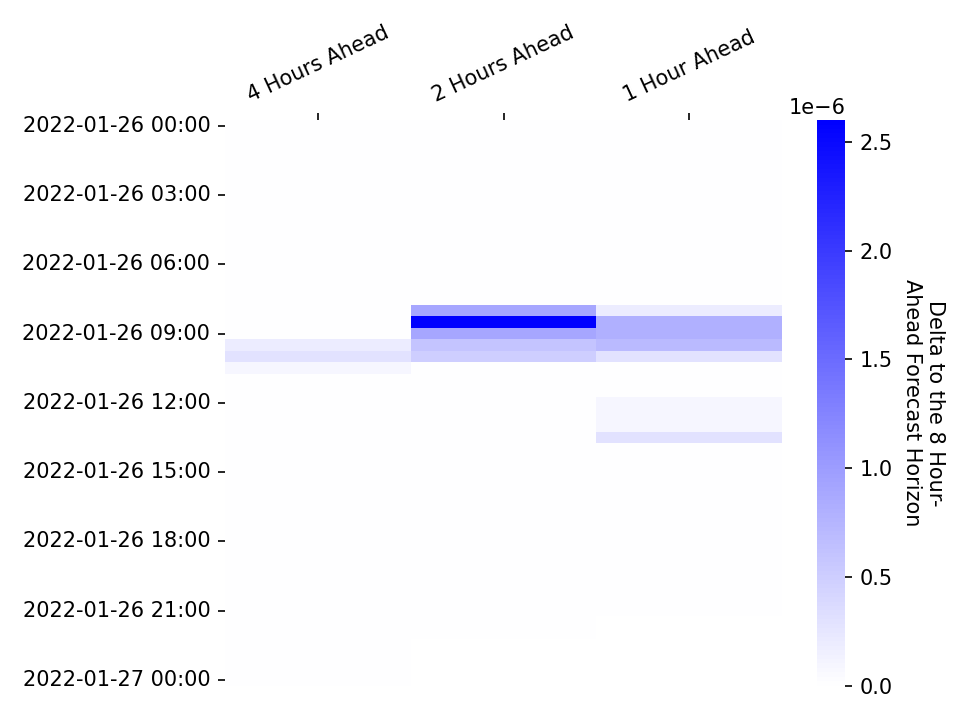 4 Hours Ahead
2 Hours Ahead
1 Hour Ahead
1e−6
2022-01-26 00:00
2022-01-26 03:00
2022-01-26 06:00
2022-01-26 09:00
2022-01-26 12:00
2022-01-26 15:00
2022-01-26 18:00
2022-01-26 21:00
2022-01-27 00:00
2.5
2.0
1.5
1.0
0.5
0.0
Delta to the 8 Hour-
Ahead Forecast Horizon